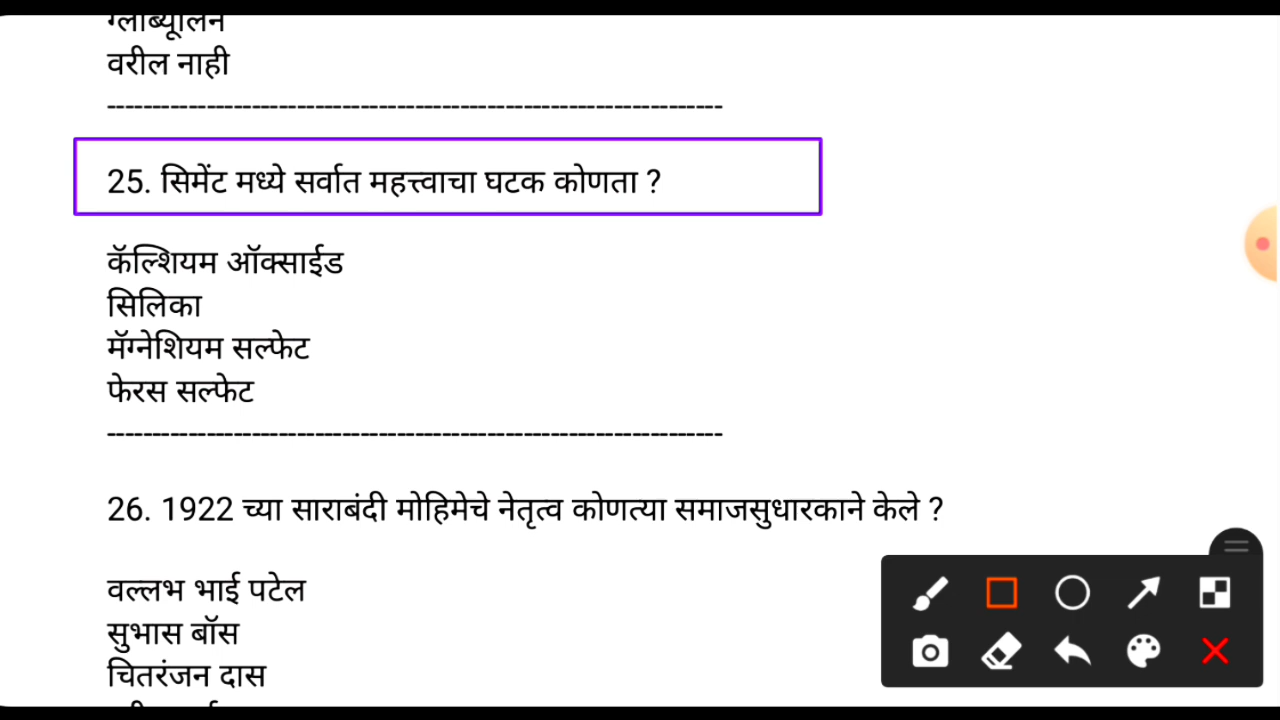 ग्लोब्यूलिन
वरील नाही
---------------------------------------------------------------------
25. सिमेंट मध्ये सर्वात महत्त्वाचा घटक कोणता ?
कॅल्शियम ऑक्साईड
सिलिका
मॅग्नेशियम सल्फेट
फेरस सल्फेट
---------------------------------------------------------------------
26. 1922 च्या साराबंदी मोहिमेचे नेतृत्व कोणत्या समाजसुधारकाने केले ?
वल्लभ भाई पटेल
सुभास बॉस
चितरंजन दास